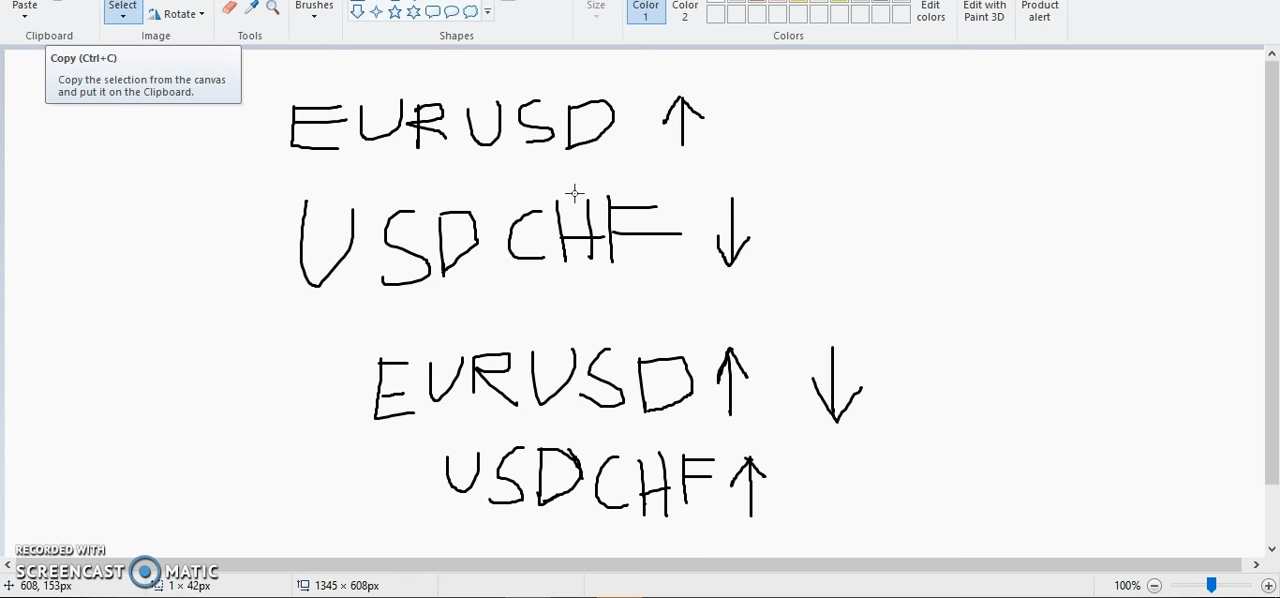 Paste
Select
Rotate
Brushes
Size
Color 1
Color 2
Edit colors
Edit with Paint 3D
Product alert
Clipboard
Image
Tools
Shapes
Colors
Copy (Ctrl+C)
Copy the selection from the canvas
and put it on the Clipboard.
EURUSD ↑
USDCHF ↓
EURUSD ↑ ↓
USDCHF ↑
RECORDED WITH
SCREENCAST MATIC
608, 153px
1 × 42px
1345 × 608px
100%